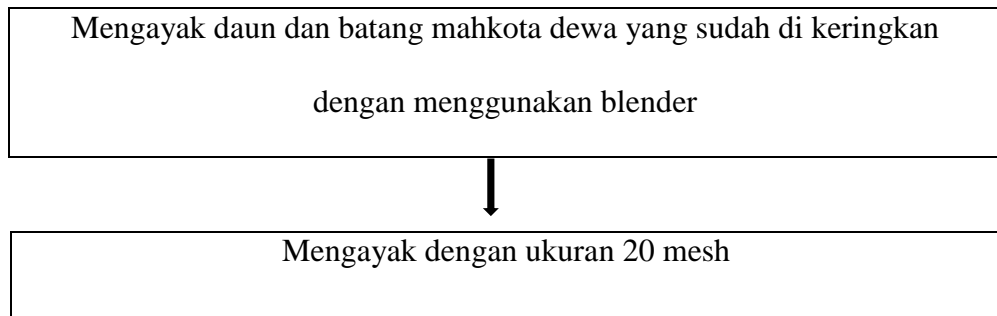 Mengayak daun dan batang mahkota dewa yang sudah di keringkan
dengan menggunakan blender
Mengayak dengan ukuran 20 mesh